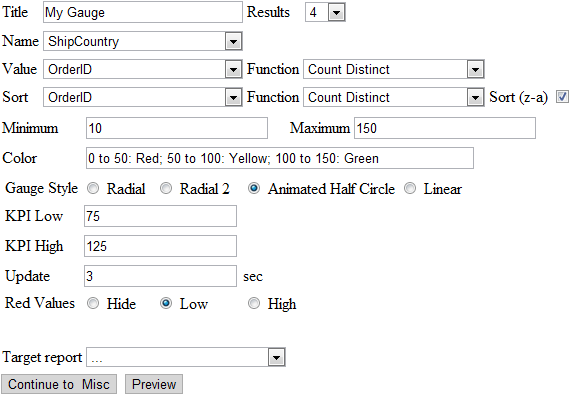 Title My Gauge Results 4
Name ShipCountry
Value OrderID Function Count Distinct
Sort OrderID Function Count Distinct Sort (z-a)
Minimum 10 Maximum 150
Color 0 to 50: Red; 50 to 100: Yellow; 100 to 150: Green
Gauge Style Radial Radial 2 Animated Half Circle Linear
KPI Low 75
KPI High 125
Update 3 sec
Red Values Hide Low High
Target report ...
Continue to Misc Preview